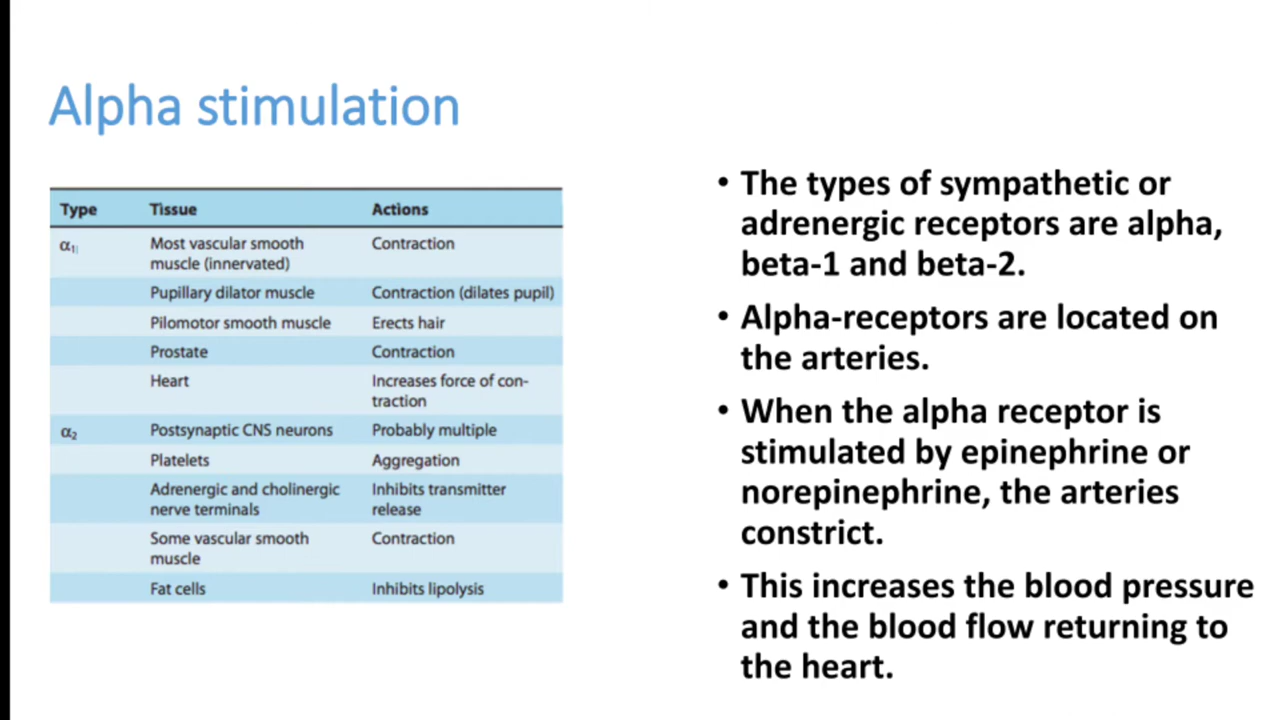 Alpha stimulation
Type Tissue Actions
α₁ Most vascular smooth Contraction
muscle (innervated)
Pupillary dilator muscle Contraction (dilates pupil)
Pilomotor smooth muscle Erects hair
Prostate Contraction
Heart Increases force of con-
traction
α₂ Postsynaptic CNS neurons Probably multiple
Platelets Aggregation
Adrenergic and cholinergic Inhibits transmitter
nerve terminals release
Some vascular smooth Contraction
muscle
Fat cells Inhibits lipolysis
• The types of sympathetic or
adrenergic receptors are alpha,
beta-1 and beta-2.
• Alpha-receptors are located on
the arteries.
• When the alpha receptor is
stimulated by epinephrine or
norepinephrine, the arteries
constrict.
• This increases the blood pressure
and the blood flow returning to
the heart.